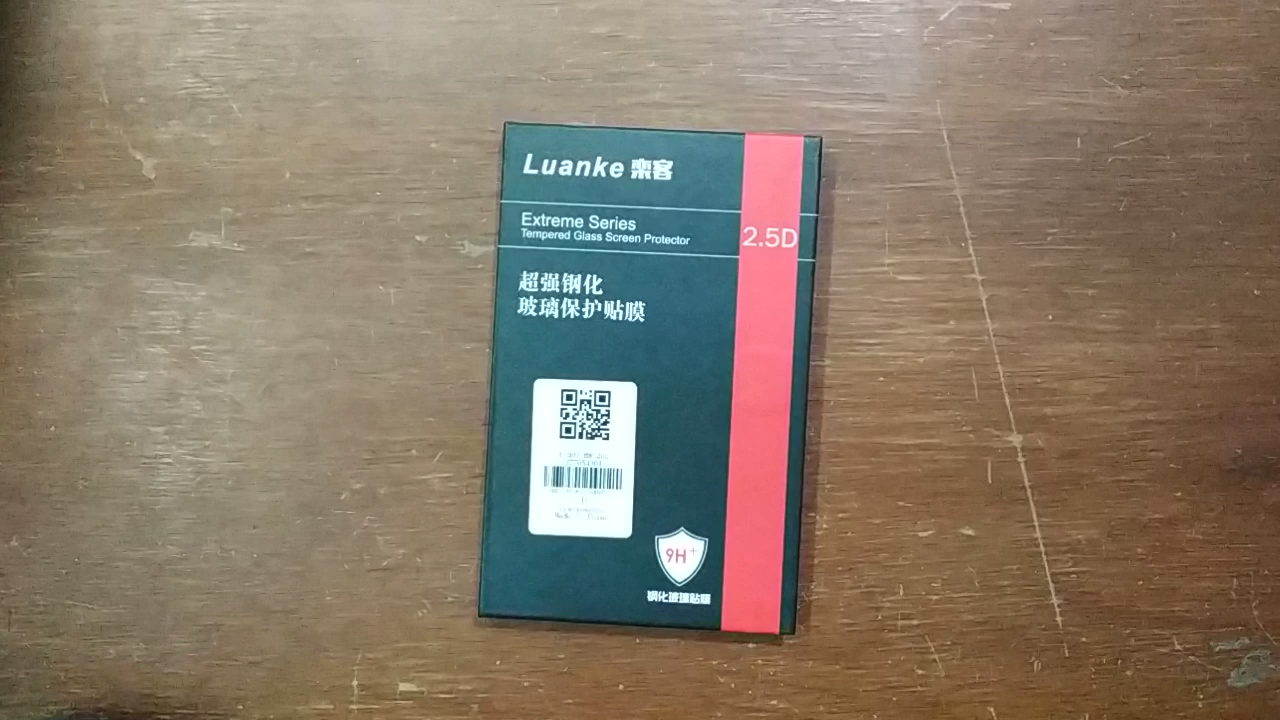 Luanke 栾客
Extreme Series
Tempered Glass Screen Protector
2.5D
超强钢化
玻璃保护贴膜
9H+
钢化玻璃贴膜